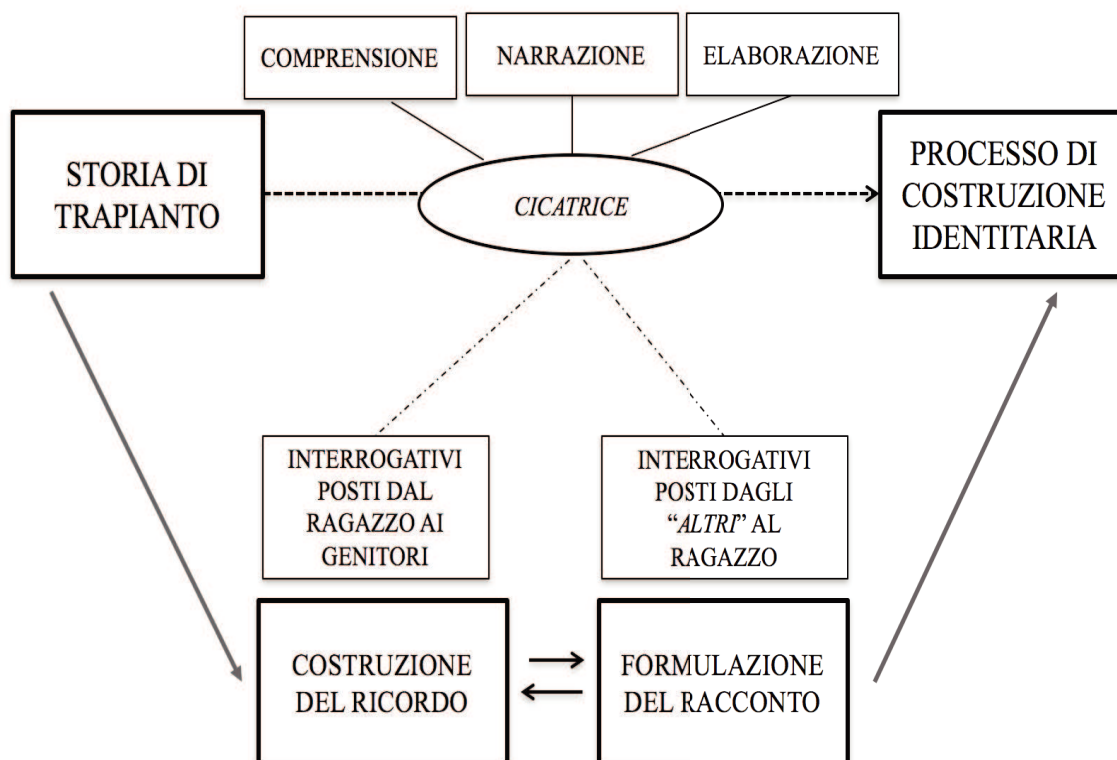 COMPRENSIONE
NARRAZIONE
ELABORAZIONE
STORIA DI
TRAPIANTO
CICATRICE
PROCESSO DI
COSTRUZIONE
IDENTITARIA
INTERROGATIVI
POSTI DAL
RAGAZZO AI
GENITORI
INTERROGATIVI
POSTI DAGLI
“ALTRI” AL
RAGAZZO
COSTRUZIONE
DEL RICORDO
FORMULAZIONE
DEL RACCONTO